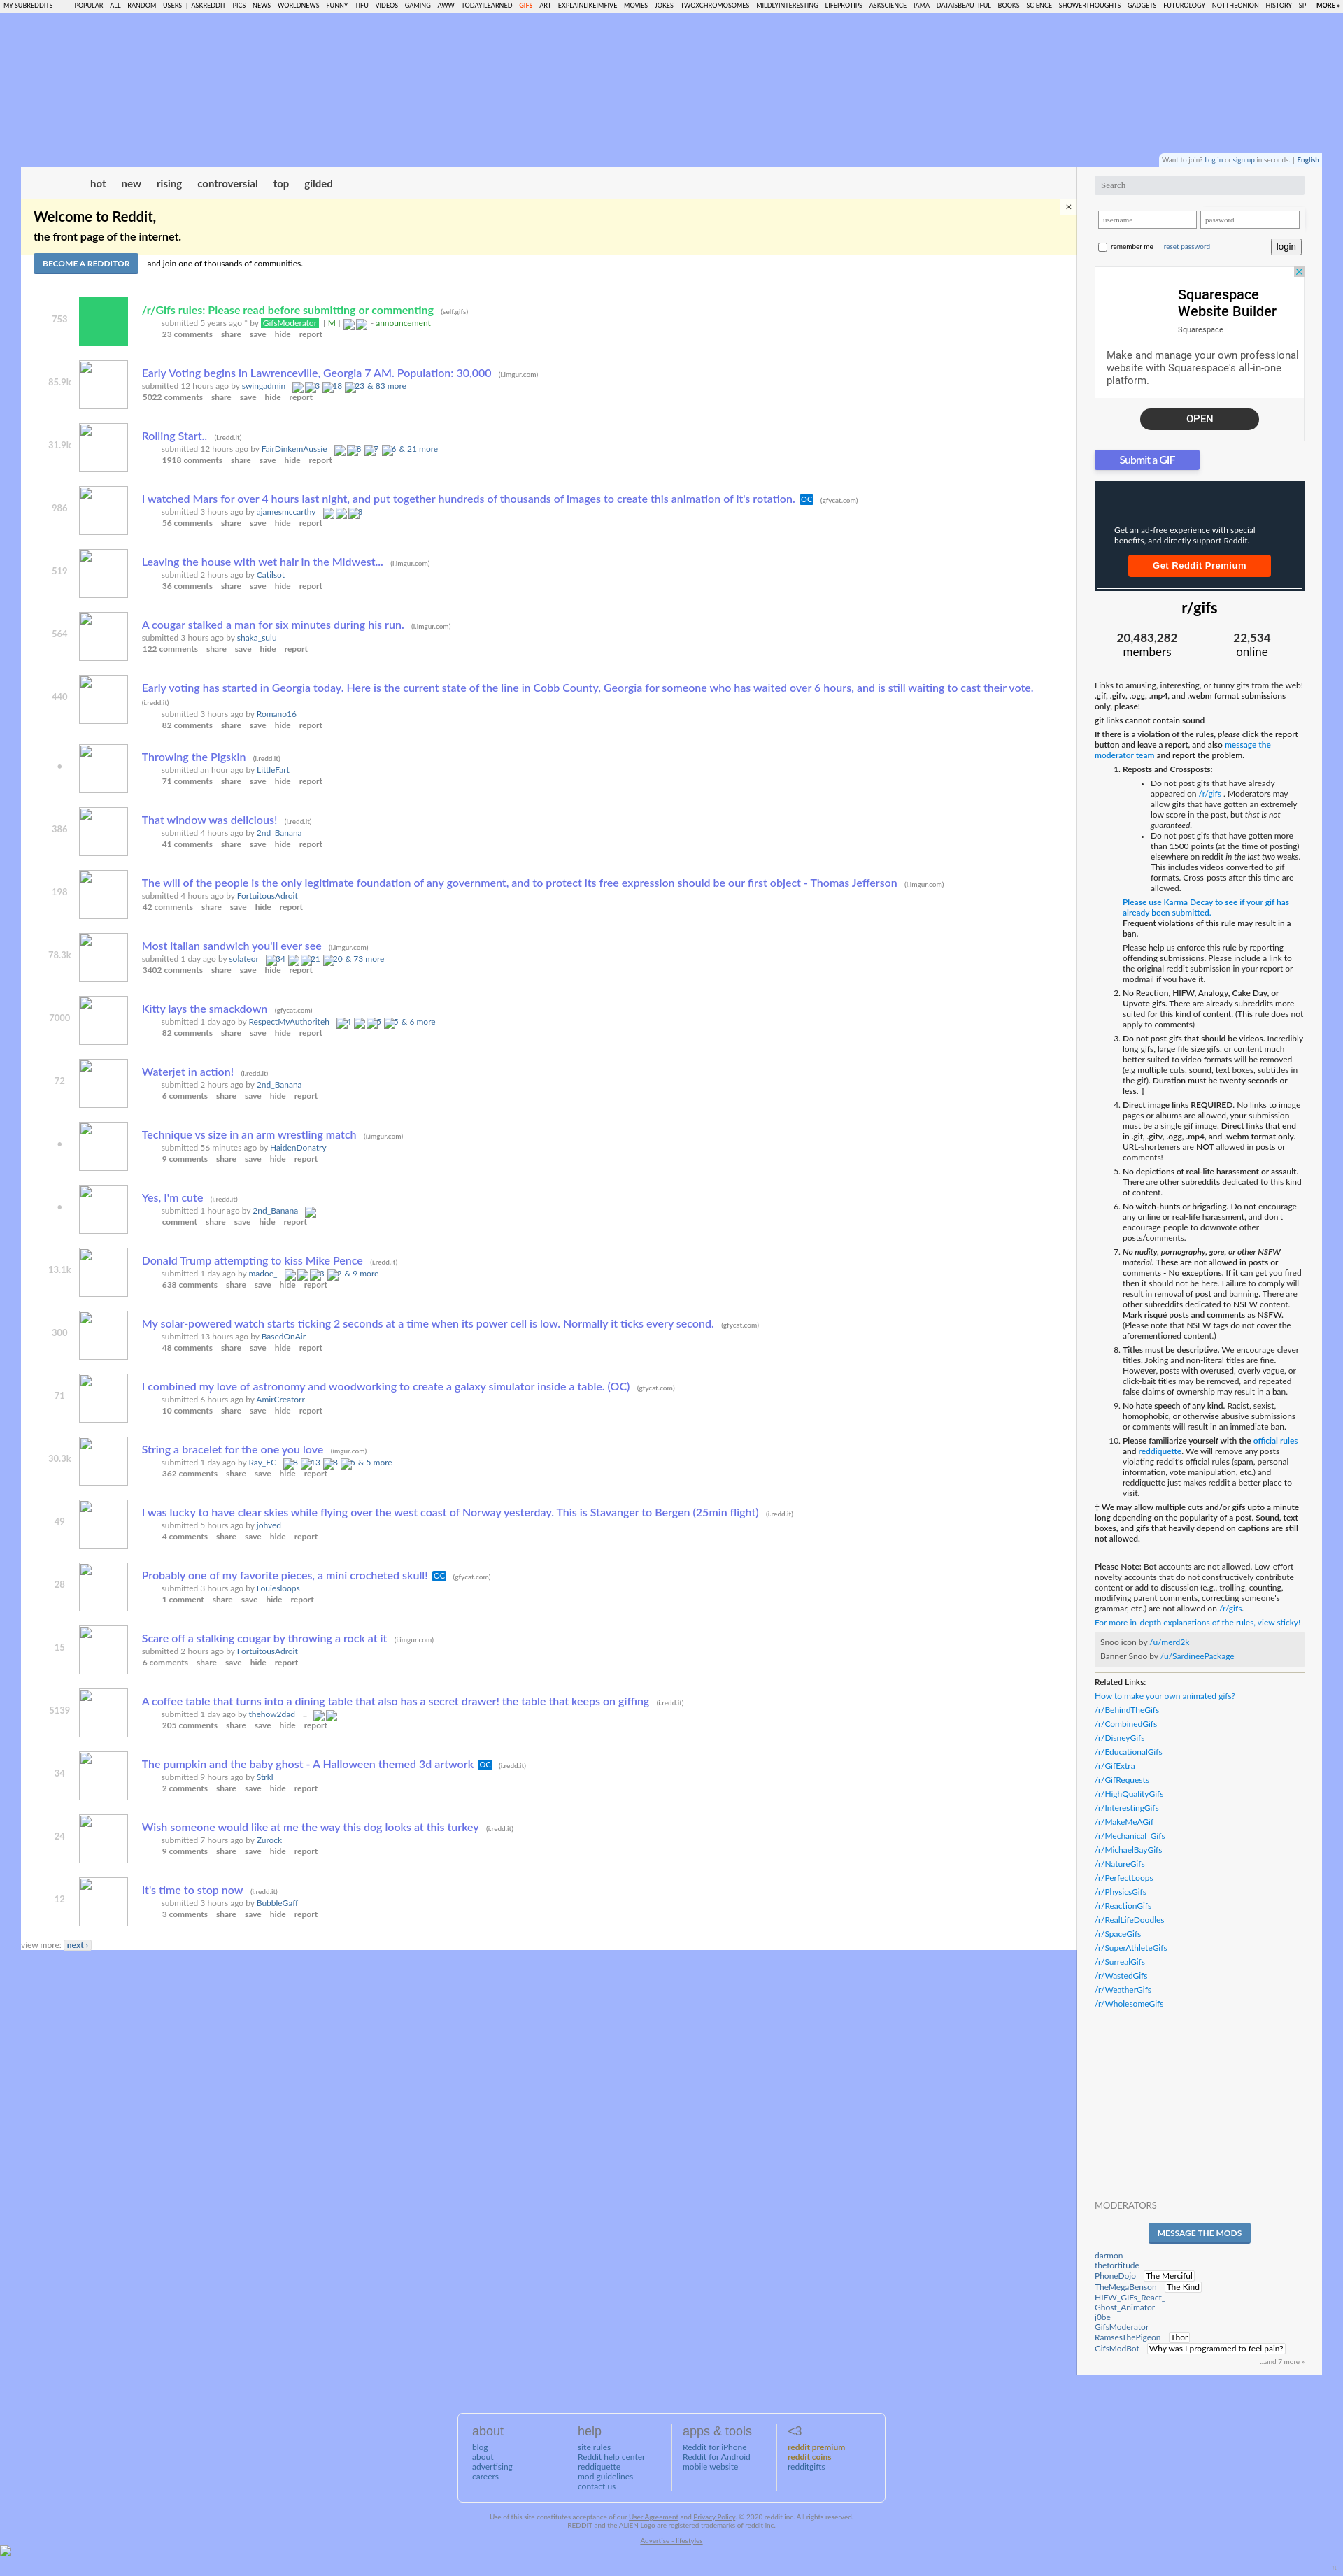 MY SUBREDDITS POPULAR - ALL - RANDOM - USERS | ASKREDDIT - PICS - NEWS - WORLDNEWS - FUNNY - TIFU - VIDEOS - GAMING - AWW - TODAYILEARNED - GIFS - ART - EXPLAINLIKEIMFIVE - MOVIES - JOKES - TWOXCHROMOSOMES - MILDLYINTERESTING - LIFEPROTIPS - ASKSCIENCE - IAMA - DATAISBEAUTIFUL - BOOKS - SCIENCE - SHOWERTHOUGHTS - GADGETS - FUTUROLOGY - NOTTHEONION - HISTORY - SP MORE »
Want to join? Log in or sign up in seconds. | English
hot new rising controversial top gilded
Welcome to Reddit,
×
the front page of the internet.
BECOME A REDDITOR and join one of thousands of communities.
753
/r/Gifs rules: Please read before submitting or commenting (self.gifs)
submitted 5 years ago * by GifsModerator [ M ] - announcement
23 comments share save hide report
85.9k
Early Voting begins in Lawrenceville, Georgia 7 AM. Population: 30,000 (i.imgur.com)
submitted 12 hours ago by swingadmin 3 18 23 & 83 more
5022 comments share save hide report
31.9k
Rolling Start.. (i.redd.it)
submitted 12 hours ago by FairDinkemAussie 8 7 6 & 21 more
1918 comments share save hide report
986
I watched Mars for over 4 hours last night, and put together hundreds of thousands of images to create this animation of it's rotation. OC (gfycat.com)
submitted 3 hours ago by ajamesmccarthy 3
56 comments share save hide report
519
Leaving the house with wet hair in the Midwest... (i.imgur.com)
submitted 2 hours ago by Catilsot
36 comments share save hide report
564
A cougar stalked a man for six minutes during his run. (i.imgur.com)
submitted 3 hours ago by shaka_sulu
122 comments share save hide report
440
Early voting has started in Georgia today. Here is the current state of the line in Cobb County, Georgia for someone who has waited over 6 hours, and is still waiting to cast their vote.
(i.redd.it)
submitted 3 hours ago by Romano16
82 comments share save hide report
•
Throwing the Pigskin (i.redd.it)
submitted an hour ago by LittleFart
71 comments share save hide report
386
That window was delicious! (i.redd.it)
submitted 4 hours ago by 2nd_Banana
41 comments share save hide report
198
The will of the people is the only legitimate foundation of any government, and to protect its free expression should be our first object - Thomas Jefferson (i.imgur.com)
submitted 4 hours ago by FortuitousAdroit
42 comments share save hide report
78.3k
Most italian sandwich you'll ever see (i.imgur.com)
submitted 1 day ago by solateor 34 21 20 & 73 more
3402 comments share save hide report
7000
Kitty lays the smackdown (gfycat.com)
submitted 1 day ago by RespectMyAuthoriteh 4 5 5 & 6 more
82 comments share save hide report
72
Waterjet in action! (i.redd.it)
submitted 2 hours ago by 2nd_Banana
6 comments share save hide report
•
Technique vs size in an arm wrestling match (i.imgur.com)
submitted 56 minutes ago by HaidenDonatry
9 comments share save hide report
•
Yes, I'm cute (i.redd.it)
submitted 1 hour ago by 2nd_Banana
comment share save hide report
13.1k
Donald Trump attempting to kiss Mike Pence (i.redd.it)
submitted 1 day ago by madoe_ 3 2 & 9 more
638 comments share save hide report
300
My solar-powered watch starts ticking 2 seconds at a time when its power cell is low. Normally it ticks every second. (gfycat.com)
submitted 13 hours ago by BasedOnAir
48 comments share save hide report
71
I combined my love of astronomy and woodworking to create a galaxy simulator inside a table. (OC) (gfycat.com)
submitted 6 hours ago by AmirCreatorr
10 comments share save hide report
30.3k
String a bracelet for the one you love (imgur.com)
submitted 1 day ago by Ray_FC 8 13 8 5 & 5 more
362 comments share save hide report
49
I was lucky to have clear skies while flying over the west coast of Norway yesterday. This is Stavanger to Bergen (25min flight) (i.redd.it)
submitted 5 hours ago by johved
4 comments share save hide report
28
Probably one of my favorite pieces, a mini crocheted skull! OC (gfycat.com)
submitted 3 hours ago by Louiesloops
1 comment share save hide report
15
Scare off a stalking cougar by throwing a rock at it (i.imgur.com)
submitted 2 hours ago by FortuitousAdroit
6 comments share save hide report
5139
A coffee table that turns into a dining table that also has a secret drawer! the table that keeps on giffing (i.redd.it)
submitted 1 day ago by thehow2dad ..
205 comments share save hide report
34
The pumpkin and the baby ghost - A Halloween themed 3d artwork OC (i.redd.it)
submitted 9 hours ago by Strkl
2 comments share save hide report
24
Wish someone would like at me the way this dog looks at this turkey (i.redd.it)
submitted 7 hours ago by Zurock
9 comments share save hide report
12
It's time to stop now (i.redd.it)
submitted 3 hours ago by BubbleGaff
3 comments share save hide report
view more: next ›
Search
username password
remember me reset password login
Squarespace
Website Builder
Squarespace
Make and manage your own professional
website with Squarespace's all-in-one
platform.
OPEN
Submit a GIF
Get an ad-free experience with special
benefits, and directly support Reddit.
Get Reddit Premium
r/gifs
20,483,282 22,534
members online
Links to amusing, interesting, or funny gifs from the web!
.gif, .gifv, .ogg, .mp4, and .webm format submissions
only, please!
gif links cannot contain sound
If there is a violation of the rules, please click the report
button and leave a report, and also message the
moderator team and report the problem.
1. Reposts and Crossposts:
• Do not post gifs that have already
appeared on /r/gifs . Moderators may
allow gifs that have gotten an extremely
low score in the past, but that is not
guaranteed.
• Do not post gifs that have gotten more
than 1500 points (at the time of posting)
elsewhere on reddit in the last two weeks.
This includes videos converted to gif
formats. Cross-posts after this time are
allowed.
Please use Karma Decay to see if your gif has
already been submitted.
Frequent violations of this rule may result in a
ban.
Please help us enforce this rule by reporting
offending submissions. Please include a link to
the original reddit submission in your report or
modmail if you have it.
2. No Reaction, HIFW, Analogy, Cake Day, or
Upvote gifs. There are already subreddits more
suited for this kind of content. (This rule does not
apply to comments)
3. Do not post gifs that should be videos. Incredibly
long gifs, large file size gifs, or content much
better suited to video formats will be removed
(e.g multiple cuts, sound, text boxes, subtitles in
the gif). Duration must be twenty seconds or
less. †
4. Direct image links REQUIRED. No links to image
pages or albums are allowed, your submission
must be a single gif image. Direct links that end
in .gif, .gifv, .ogg, .mp4, and .webm format only.
URL-shorteners are NOT allowed in posts or
comments!
5. No depictions of real-life harassment or assault.
There are other subreddits dedicated to this kind
of content.
6. No witch-hunts or brigading. Do not encourage
any online or real-life harassment, and don't
encourage people to downvote other
posts/comments.
7. No nudity, pornography, gore, or other NSFW
material. These are not allowed in posts or
comments - No exceptions. If it can get you fired
then it should not be here. Failure to comply will
result in removal of post and banning. There are
other subreddits dedicated to NSFW content.
Mark risqué posts and comments as NSFW.
(Please note that NSFW tags do not cover the
aforementioned content.)
8. Titles must be descriptive. We encourage clever
titles. Joking and non-literal titles are fine.
However, posts with overused, overly vague, or
click-bait titles may be removed, and repeated
false claims of ownership may result in a ban.
9. No hate speech of any kind. Racist, sexist,
homophobic, or otherwise abusive submissions
or comments will result in an immediate ban.
10. Please familiarize yourself with the official rules
and reddiquette. We will remove any posts
violating reddit's official rules (spam, personal
information, vote manipulation, etc.) and
reddiquette just makes reddit a better place to
visit.
† We may allow multiple cuts and/or gifs upto a minute
long depending on the popularity of a post. Sound, text
boxes, and gifs that heavily depend on captions are still
not allowed.
Please Note: Bot accounts are not allowed. Low-effort
novelty accounts that do not constructively contribute
content or add to discussion (e.g., trolling, counting,
modifying parent comments, correcting someone's
grammar, etc.) are not allowed on /r/gifs.
For more in-depth explanations of the rules, view sticky!
Snoo icon by /u/merd2k
Banner Snoo by /u/SardineePackage
Related Links:
How to make your own animated gifs?
/r/BehindTheGifs
/r/CombinedGifs
/r/DisneyGifs
/r/EducationalGifs
/r/GifExtra
/r/GifRequests
/r/HighQualityGifs
/r/InterestingGifs
/r/MakeMeAGif
/r/Mechanical_Gifs
/r/MichaelBayGifs
/r/NatureGifs
/r/PerfectLoops
/r/PhysicsGifs
/r/ReactionGifs
/r/RealLifeDoodles
/r/SpaceGifs
/r/SuperAthleteGifs
/r/SurrealGifs
/r/WastedGifs
/r/WeatherGifs
/r/WholesomeGifs
MODERATORS
MESSAGE THE MODS
darmon
thefortitude
PhoneDojo The Merciful
TheMegaBenson The Kind
HIFW_GIFs_React_
Ghost_Animator
j0be
GifsModerator
RamsesThePigeon Thor
GifsModBot Why was I programmed to feel pain?
...and 7 more »
about help apps & tools <3
blog site rules Reddit for iPhone reddit premium
about Reddit help center Reddit for Android reddit coins
advertising reddiquette mobile website redditgifts
careers mod guidelines
contact us
Use of this site constitutes acceptance of our User Agreement and Privacy Policy. © 2020 reddit inc. All rights reserved.
REDDIT and the ALIEN Logo are registered trademarks of reddit inc.
Advertise - lifestyles